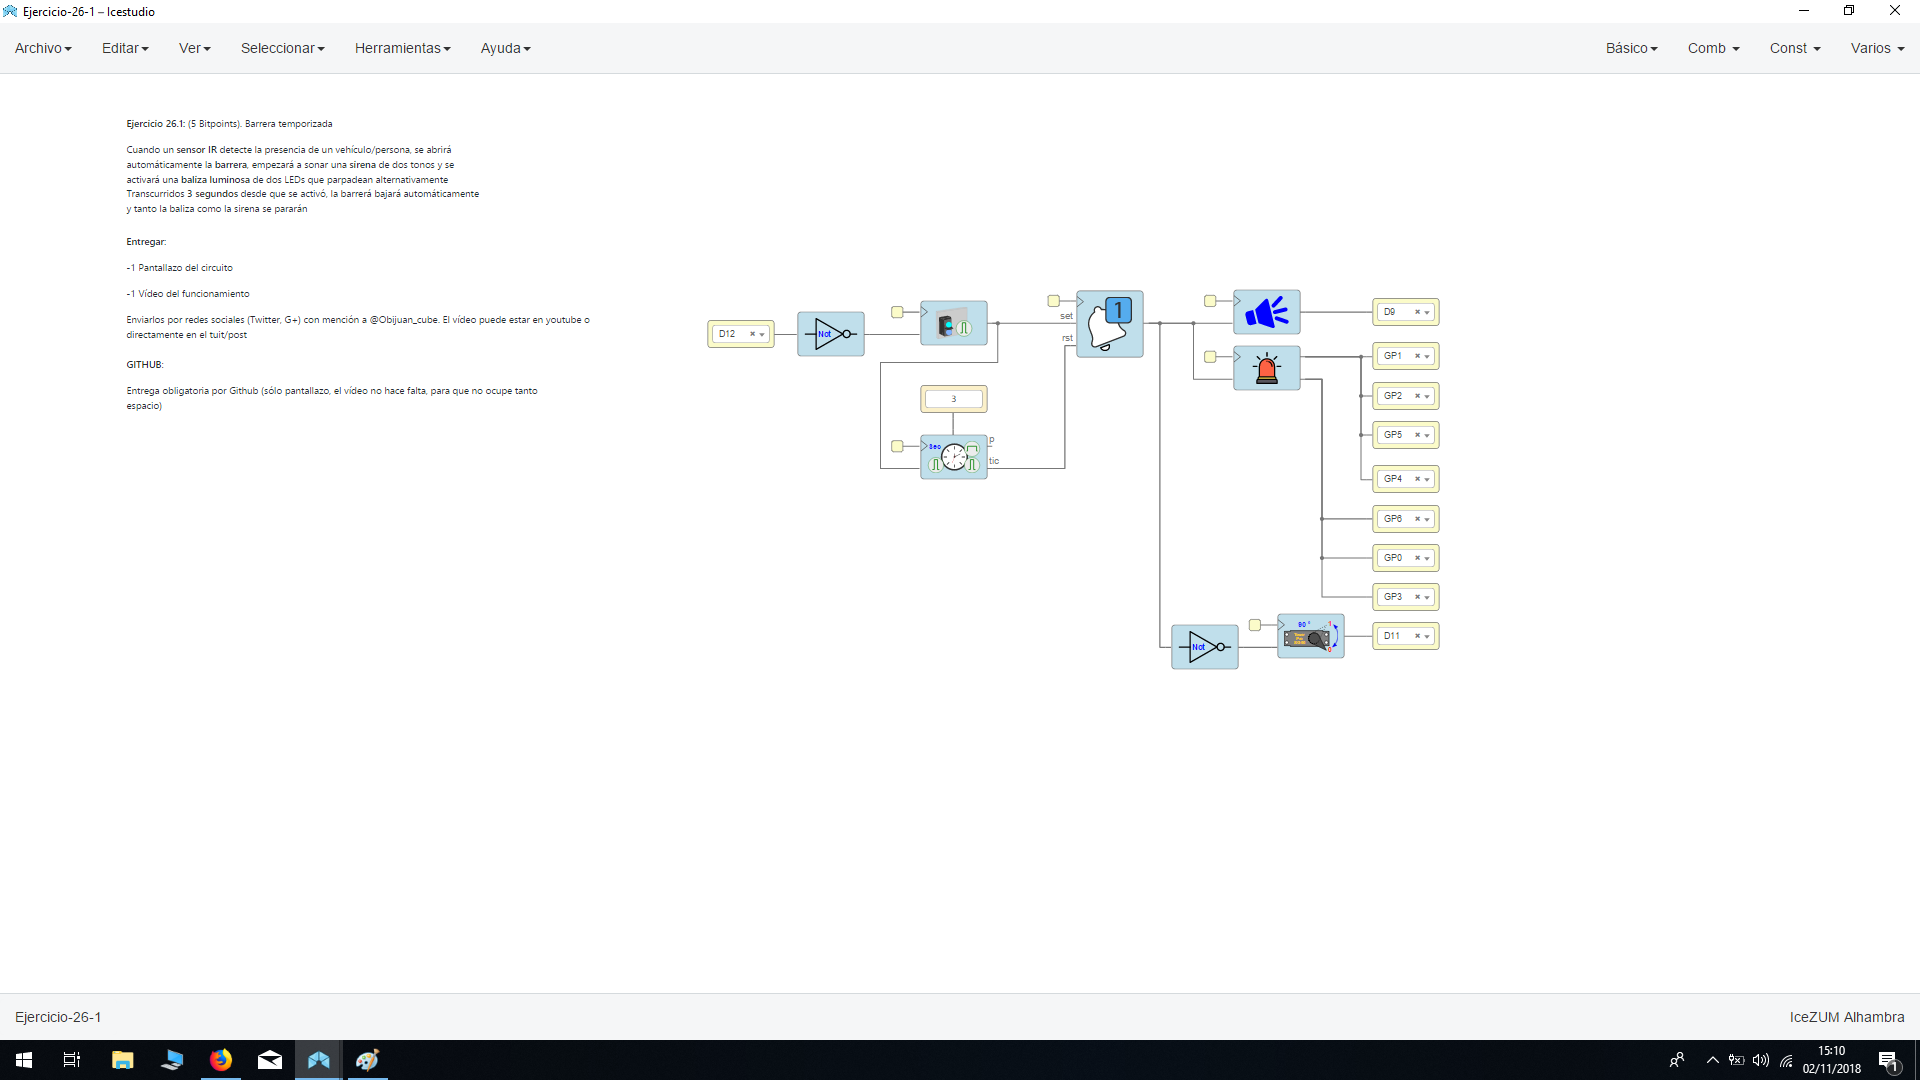 Ejercicio-26-1 – Icestudio
Archivo Editar Ver Seleccionar Herramientas Ayuda Básico Comb Const Varios
Ejercicio 26.1: (5 Bitpoints). Barrera temporizada
Cuando un sensor IR detecte la presencia de un vehículo/persona, se abrirá
automáticamente la barrera, empezará a sonar una sirena de dos tonos y se
activará una baliza luminosa de dos LEDs que parpadean alternativamente
Transcurridos 3 segundos desde que se activó, la barrerá bajará automáticamente
y tanto la baliza como la sirena se pararán
Entregar:
-1 Pantallazo del circuito
-1 Vídeo del funcionamiento
Enviarlos por redes sociales (Twitter, G+) con mención a @Obijuan_cube. El vídeo puede estar en youtube o
directamente en el tuit/post
GITHUB:
Entrega obligatoria por Github (sólo pantallazo, el vídeo no hace falta, para que no ocupe tanto
espacio)
D12
Not
3
Sec
p
tic
set
rst
1
D9
GP1
GP2
GP5
GP4
GP6
GP0
GP3
Not
90 °
1
0
D11
Ejercicio-26-1
IceZUM Alhambra
15:10
02/11/2018
1